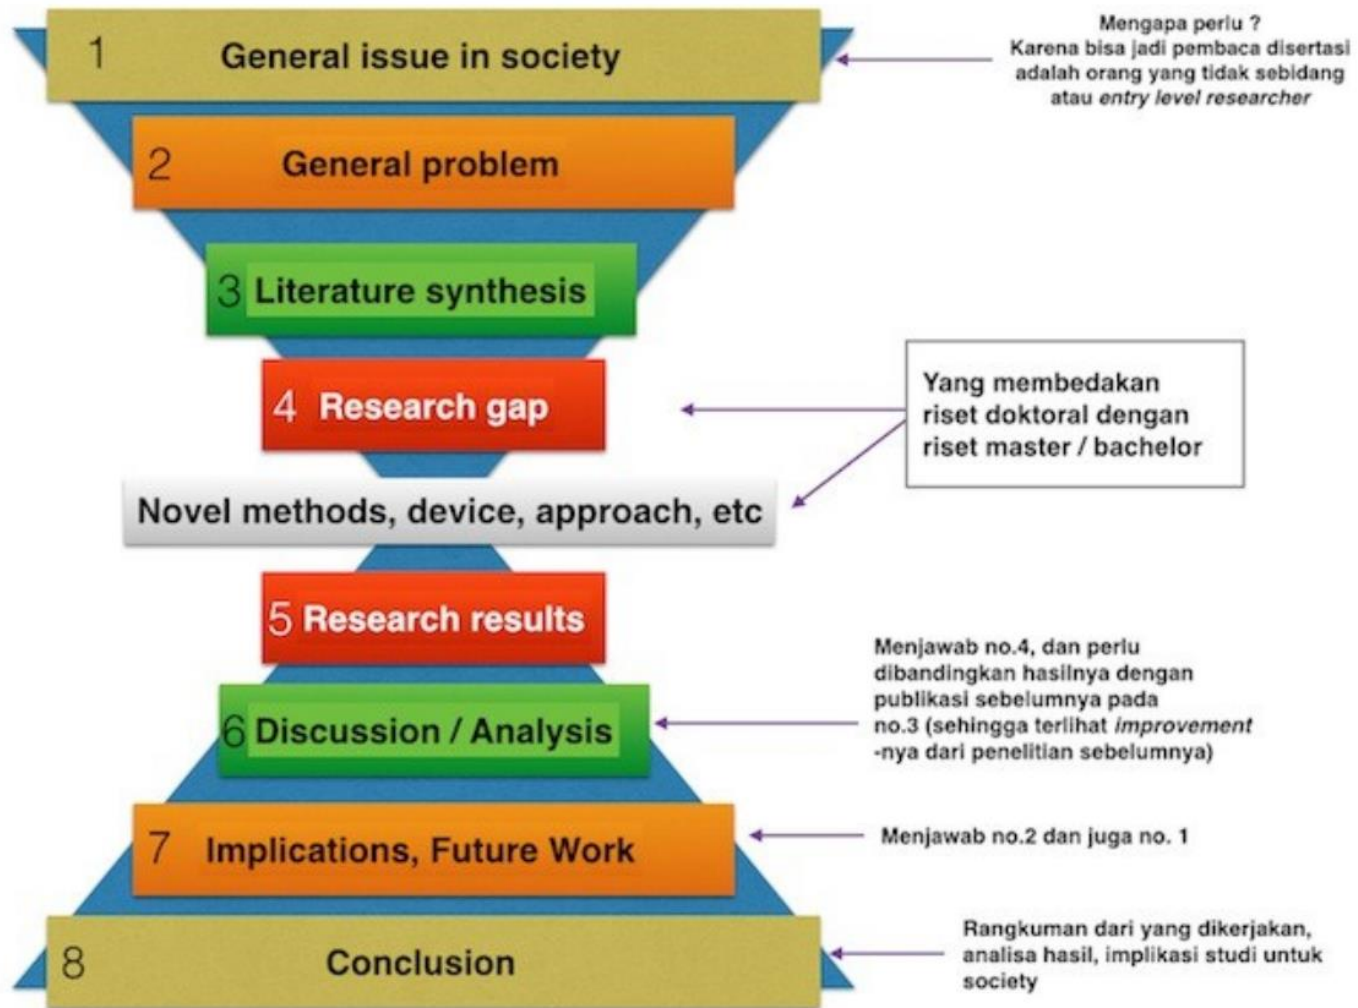 1 General issue in society
Mengapa perlu ?
Karena bisa jadi pembaca disertasi
adalah orang yang tidak sebidang
atau entry level researcher
2 General problem
3 Literature synthesis
4 Research gap
Yang membedakan
riset doktoral dengan
riset master / bachelor
Novel methods, device, approach, etc
5 Research results
6 Discussion / Analysis
Menjawab no.4, dan perlu
dibandingkan hasilnya dengan
publikasi sebelumnya pada
no.3 (sehingga terlihat improvement
-nya dari penelitian sebelumnya)
7 Implications, Future Work
Menjawab no.2 dan juga no. 1
8 Conclusion
Rangkuman dari yang dikerjakan,
analisa hasil, implikasi studi untuk
society